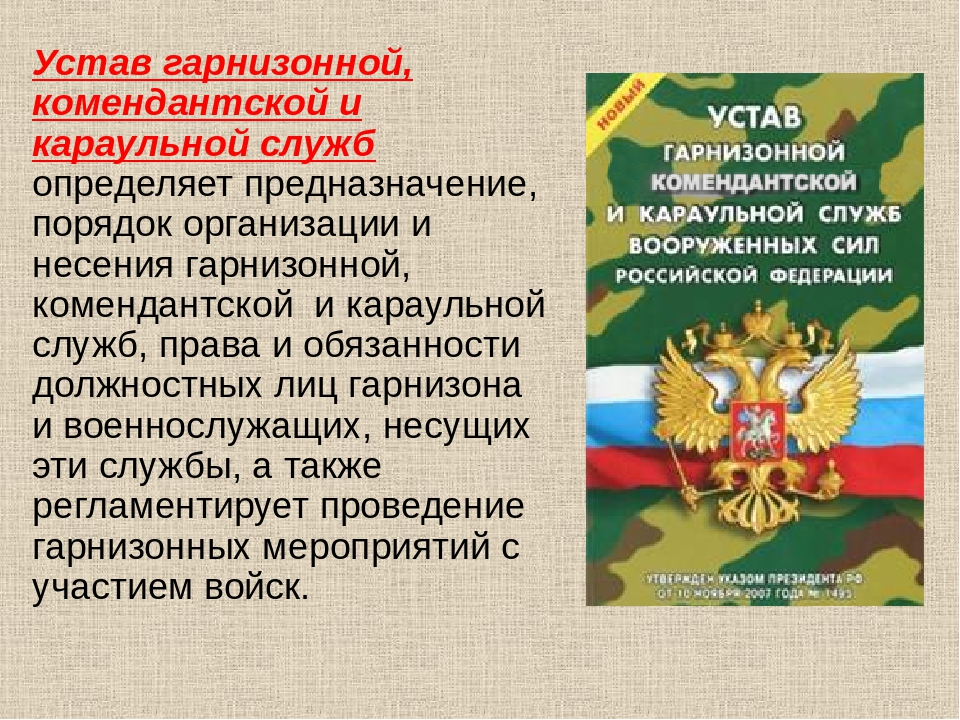 Устав гарнизонной,
комендантской и
караульной служб
определяет предназначение,
порядок организации и
несения гарнизонной,
комендантской и караульной
служб, права и обязанности
должностных лиц гарнизона
и военнослужащих, несущих
эти службы, а также
регламентирует проведение
гарнизонных мероприятий с
участием войск.
НОВЫЙ
УСТАВ
ГАРНИЗОННОЙ
КОМЕНДАНТСКОЙ
И КАРАУЛЬНОЙ СЛУЖБ
ВООРУЖЕННЫХ СИЛ
РОССИЙСКОЙ ФЕДЕРАЦИИ
УТВЕРЖДЕН УКАЗОМ ПРЕЗИДЕНТА РФ
ОТ 10 НОЯБРЯ 2007 ГОДА № 1495